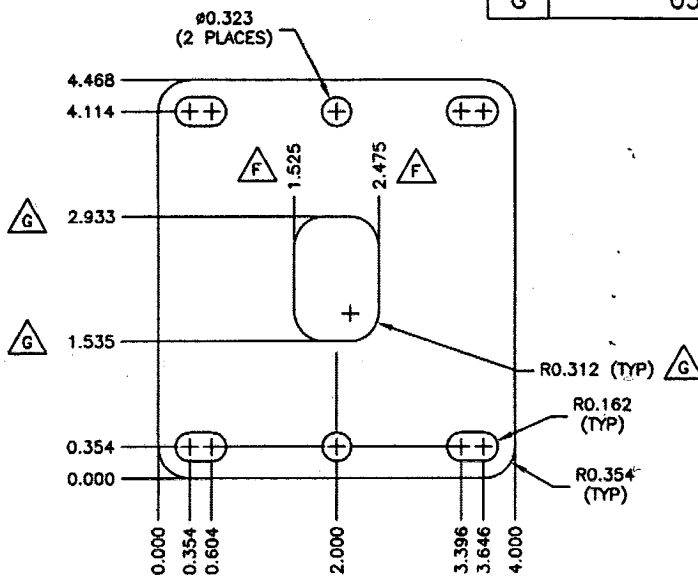 G
ø0.323
(2 PLACES)
4.468
4.114
F
1.525
2.475
F
G
2.933
G
1.535
R0.312 (TYP)
G
R0.162
(TYP)
0.354
0.000
R0.354
(TYP)
0.000
0.354
0.604
2.000
3.396
3.646
4.000